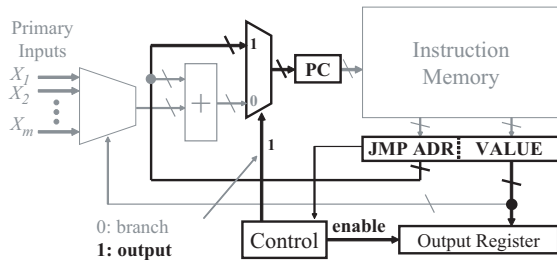 Primary
Inputs
X1
X2
Xm
1
0
+
PC
Instruction
Memory
JMP ADR
VALUE
1
0: branch
1: output
Control
enable
Output Register